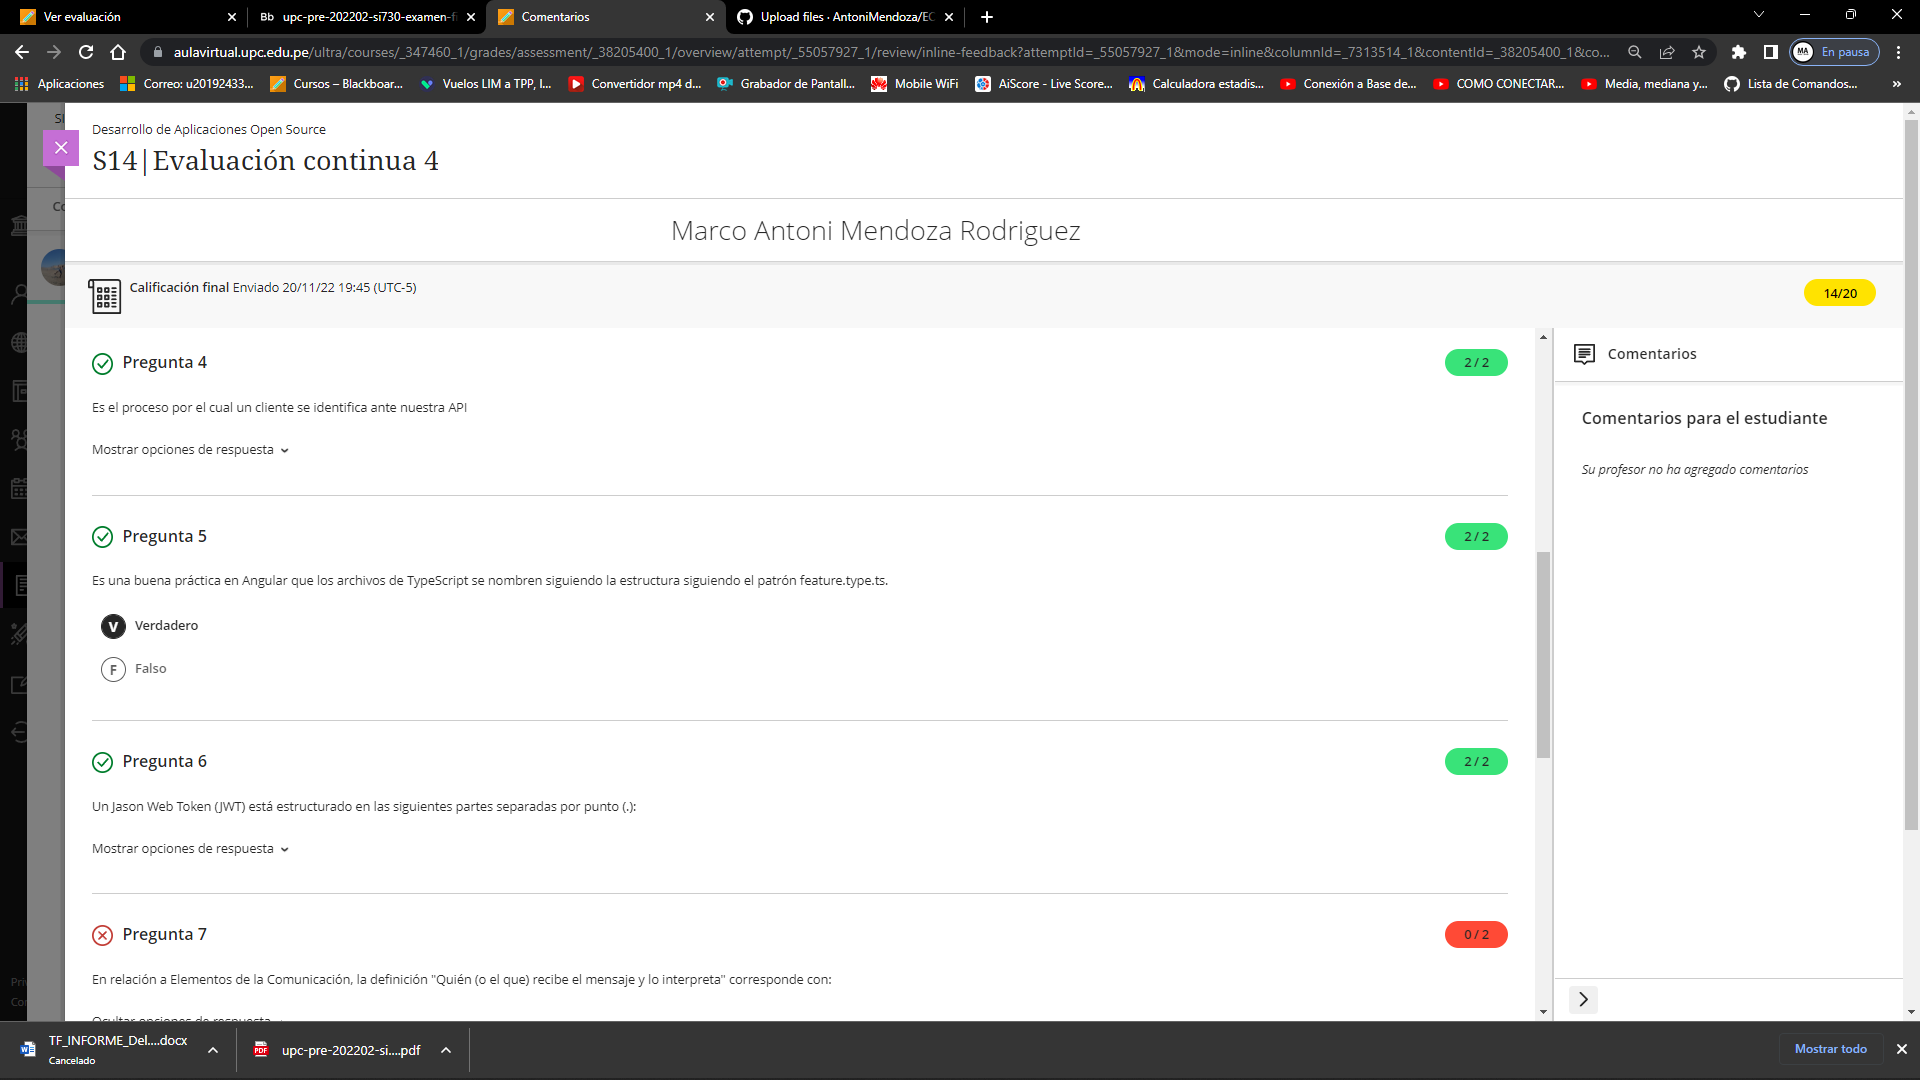 Ver evaluación
Bb upc-pre-202202-si730-examen-f
Comentarios
Upload files · AntoniMendoza/EC
aulavirtual.upc.edu.pe/ultra/courses/_347460_1/grades/assessment/_38205400_1/overview/attempt/_55057927_1/review/inline-feedback?attemptId=_55057927_1&mode=inline&columnId=_7313514_1&contentId=_38205400_1&co...
MA En pausa
Aplicaciones
Correo: u20192433...
Cursos – Blackboar...
Vuelos LIM a TPP, l...
Convertidor mp4 d...
Grabador de Pantall...
Mobile WiFi
AiScore - Live Score...
Calculadora estadis...
Conexión a Base de...
COMO CONECTAR...
Media, mediana y...
Lista de Comandos...
»
Desarrollo de Aplicaciones Open Source
S14|Evaluación continua 4
Marco Antoni Mendoza Rodriguez
Calificación final Enviado 20/11/22 19:45 (UTC-5)
14/20
Pregunta 4
2 / 2
Es el proceso por el cual un cliente se identifica ante nuestra API
Mostrar opciones de respuesta
Pregunta 5
2 / 2
Es una buena práctica en Angular que los archivos de TypeScript se nombren siguiendo la estructura siguiendo el patrón feature.type.ts.
V Verdadero
F Falso
Pregunta 6
2 / 2
Un Jason Web Token (JWT) está estructurado en las siguientes partes separadas por punto (.):
Mostrar opciones de respuesta
Pregunta 7
0 / 2
En relación a Elementos de la Comunicación, la definición "Quién (o el que) recibe el mensaje y lo interpreta" corresponde con:
Ocultar opciones de respuesta
Comentarios
Comentarios para el estudiante
Su profesor no ha agregado comentarios
TF_INFORME_Del....docx
Cancelado
upc-pre-202202-si....pdf
Mostrar todo